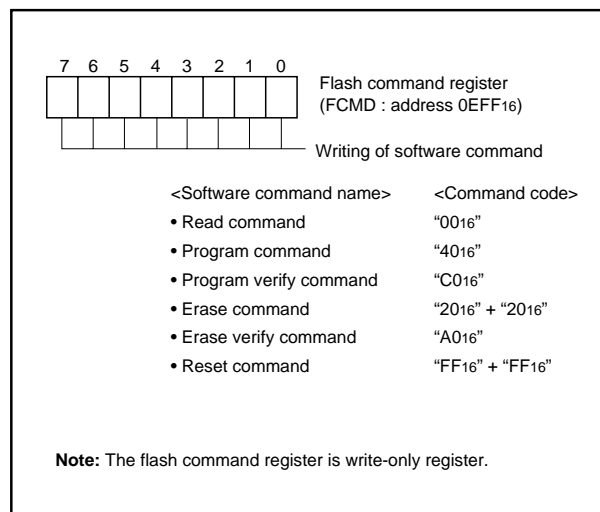 7 6 5 4 3 2 1 0
Flash command register
(FCMD : address 0EFF16)
Writing of software command
<Software command name> <Command code>
• Read command “0016”
• Program command “4016”
• Program verify command “C016”
• Erase command “2016” + “2016”
• Erase verify command “A016”
• Reset command “FF16” + “FF16”
Note: The flash command register is write-only register.